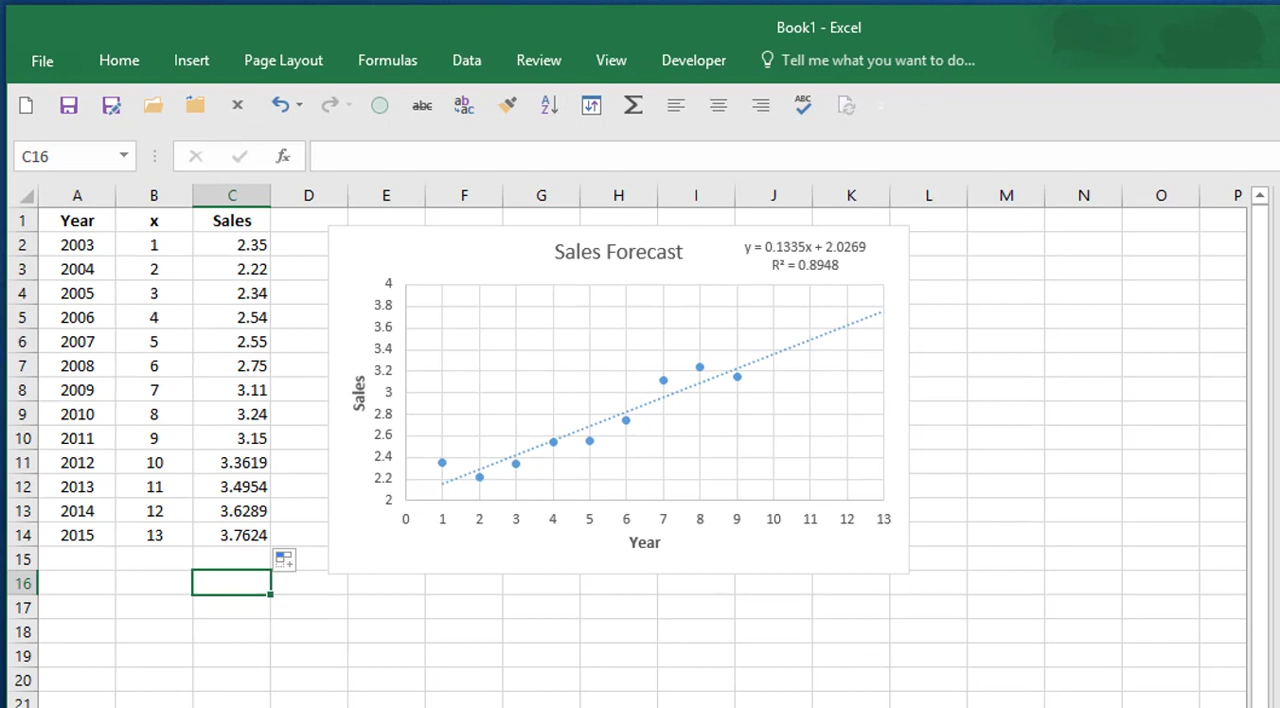 Book1 - Excel
File Home Insert Page Layout Formulas Data Review View Developer Tell me what you want to do...
abc ab ac A Z Σ ABC
C16 fx
A B C D E F G H I J K L M N O P
1 Year x Sales
2 2003 1 2.35
3 2004 2 2.22
4 2005 3 2.34
5 2006 4 2.54
6 2007 5 2.55
7 2008 6 2.75
8 2009 7 3.11
9 2010 8 3.24
10 2011 9 3.15
11 2012 10 3.3619
12 2013 11 3.4954
13 2014 12 3.6289
14 2015 13 3.7624
15
16
17
18
19
20
21
Sales Forecast
y = 0.1335x + 2.0269
R² = 0.8948
4
3.8
3.6
3.4
3.2
3
2.8
2.6
2.4
2.2
2
Sales
0 1 2 3 4 5 6 7 8 9 10 11 12 13
Year